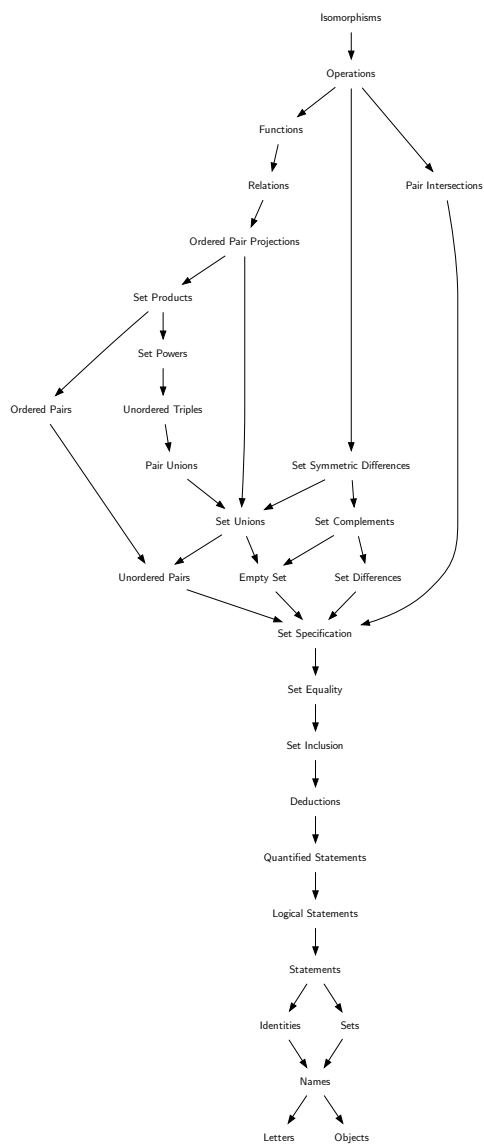 Isomorphisms
Operations
Functions
Relations
Pair Intersections
Ordered Pair Projections
Set Products
Set Powers
Ordered Pairs
Unordered Triples
Pair Unions
Set Symmetric Differences
Set Unions
Set Complements
Unordered Pairs
Empty Set
Set Differences
Set Specification
Set Equality
Set Inclusion
Deductions
Quantified Statements
Logical Statements
Statements
Identities
Sets
Names
Letters
Objects